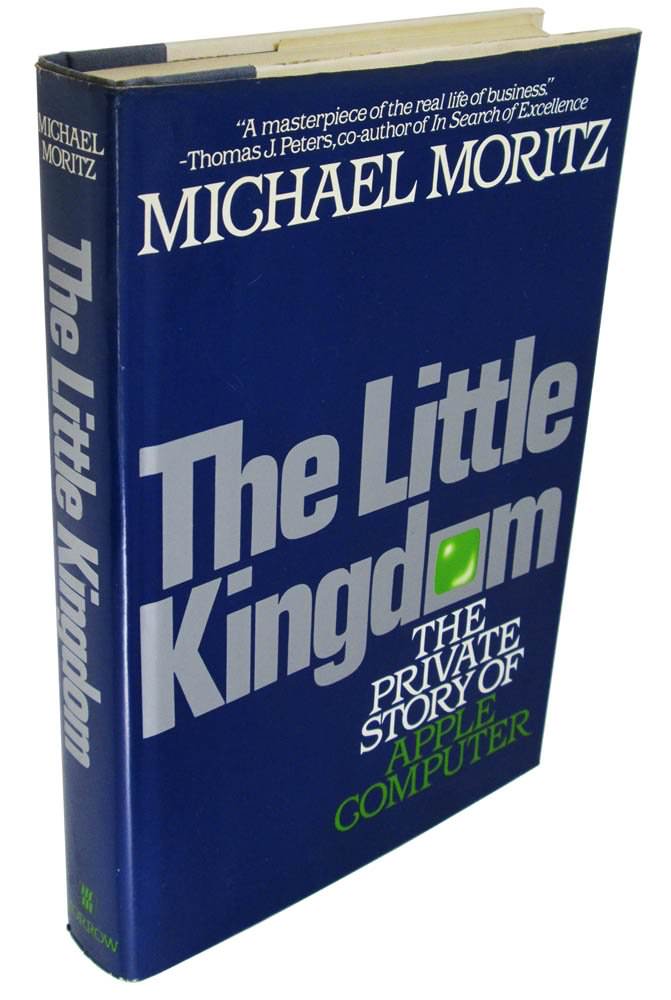 MICHAEL
MORITZ
The Little Kingdom
MORROW
“A masterpiece of the real life of business.”
-Thomas J. Peters, co-author of In Search of Excellence
MICHAEL MORITZ
The Little
Kingdom
THE
PRIVATE
STORY OF
APPLE
COMPUTER